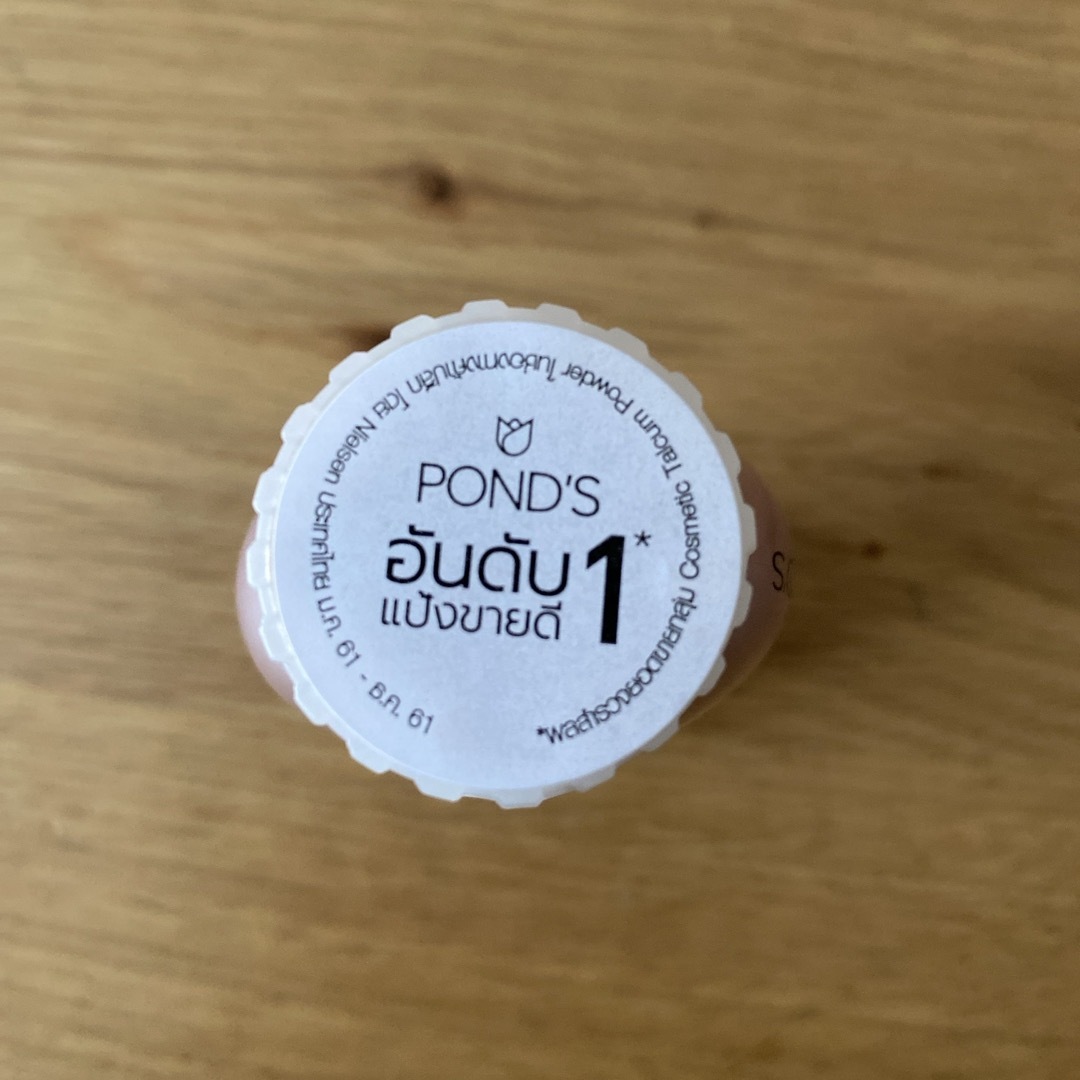 POND'S
อันดับ 1*
แป้งขายดี
*ผลสำรวจยอดขายกลุ่ม Cosmetic Talcum Powder ในช่องทางค้าปลีก โดย Nielsen ประเทศไทย ม.ค. 61 - ธ.ค. 61